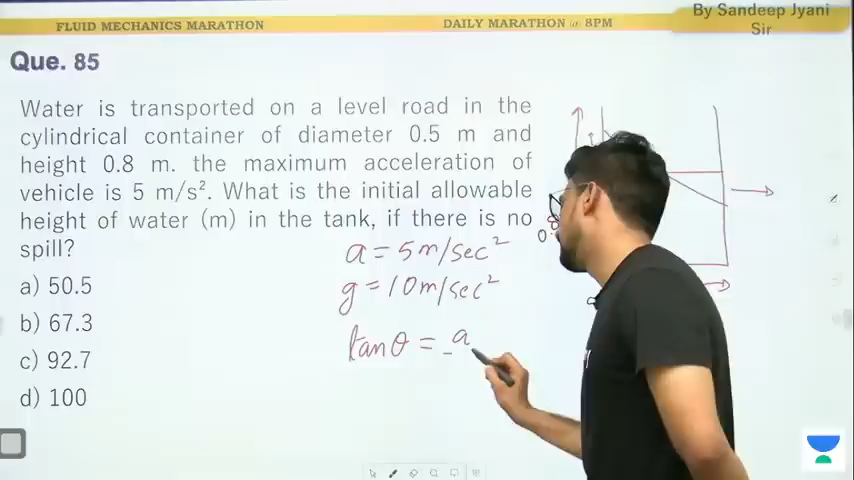 FLUID MECHANICS MARATHON
DAILY MARATHON @ 8PM
By Sandeep Jyani
Sir
Que. 85
Water is transported on a level road in the
cylindrical container of diameter 0.5 m and
height 0.8 m. the maximum acceleration of
vehicle is 5 m/s². What is the initial allowable
height of water (m) in the tank, if there is no
spill?
a = 5m/sec²
a) 50.5
g = 10m/sec²
b) 67.3
tanθ = a
c) 92.7
d) 100